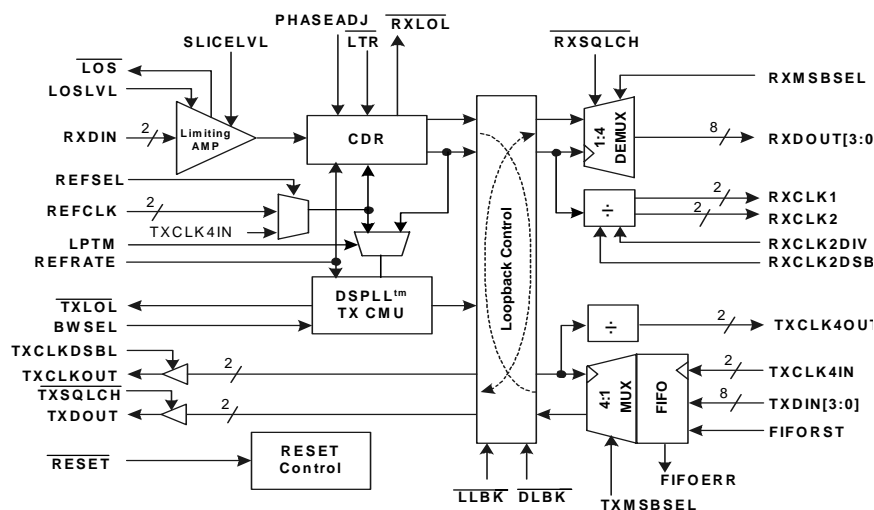 PHASEADJ
RXLOL
SLICELVL
LTR
RXSQLCH
LOS
LOSLVL
RXDIN
2
Limiting
AMP
CDR
1:4
DEMUX
RXMSBSEL
8
RXDOUT[3:0
REFSEL
REFCLK
2
TXCLK4IN
LPTM
REFRATE
÷
2
RXCLK1
2
RXCLK2
RXCLK2DIV
RXCLK2DSB
Loopback Control
DSPLL™
TX CMU
TXLOL
BWSEL
÷
2
TXCLK4OUT
TXCLKDSBL
TXCLKOUT
2
TXSQLCH
TXDOUT
2
4:1
MUX
FIFO
2
TXCLK4IN
8
TXDIN[3:0]
FIFORST
RESET
RESET
Control
LLBK
DLBK
FIFOERR
TXMSBSEL